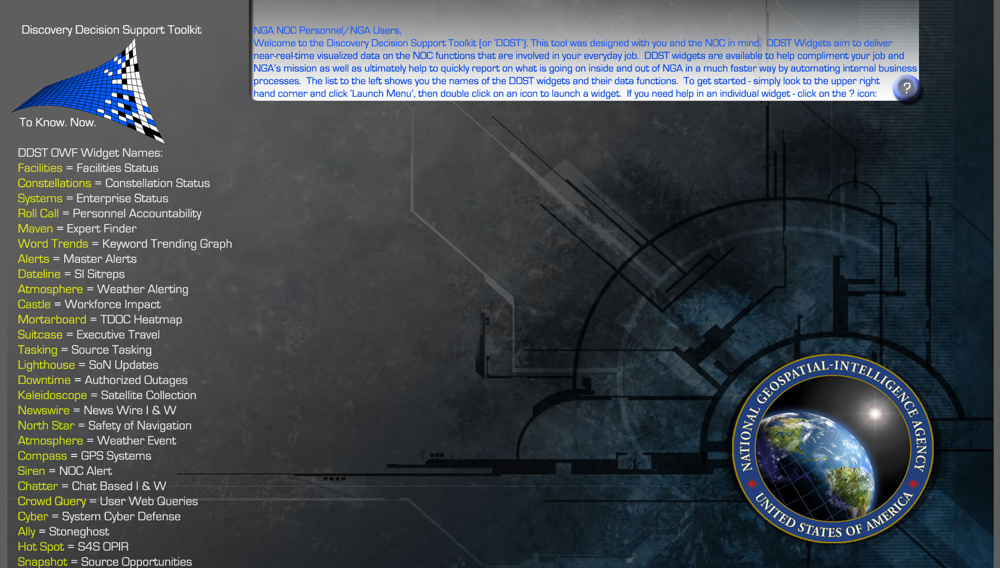 Discovery Decision Support Toolkit
To Know. Now.
NGA NOC Personnel/NGA Users,
Welcome to the Discovery Decision Support Toolkit (or 'DDST'). This tool was designed with you and the NOC in mind. DDST Widgets aim to deliver
near-real-time visualized data on the NOC functions that are involved in your everyday job. DDST widgets are available to help compliment your job and
NGA's mission as well as ultimately help to quickly report on what is going on inside and out of NGA in a much faster way by automating internal business
processes. The list to the left shows you the names of the DDST widgets and their data functions. To get started - simply look to the upper right
hand corner and click 'Launch Menu', then double click on an icon to launch a widget. If you need help in an individual widget - click on the ? icon:
?
DDST OWF Widget Names:
Facilities = Facilities Status
Constellations = Constellation Status
Systems = Enterprise Status
Roll Call = Personnel Accountability
Maven = Expert Finder
Word Trends = Keyword Trending Graph
Alerts = Master Alerts
Dateline = SI Sitreps
Atmosphere = Weather Alerting
Castle = Workforce Impact
Mortarboard = TDOC Heatmap
Suitcase = Executive Travel
Tasking = Source Tasking
Lighthouse = SoN Updates
Downtime = Authorized Outages
Kaleidoscope = Satellite Collection
Newswire = News Wire I & W
North Star = Safety of Navigation
Atmosphere = Weather Event
Compass = GPS Systems
Siren = NOC Alert
Chatter = Chat Based I & W
Crowd Query = User Web Queries
Cyber = System Cyber Defense
Ally = Stoneghost
Hot Spot = S4S OPIR
Snapshot = Source Opportunities
NATIONAL GEOSPATIAL-INTELLIGENCE AGENCY
UNITED STATES OF AMERICA